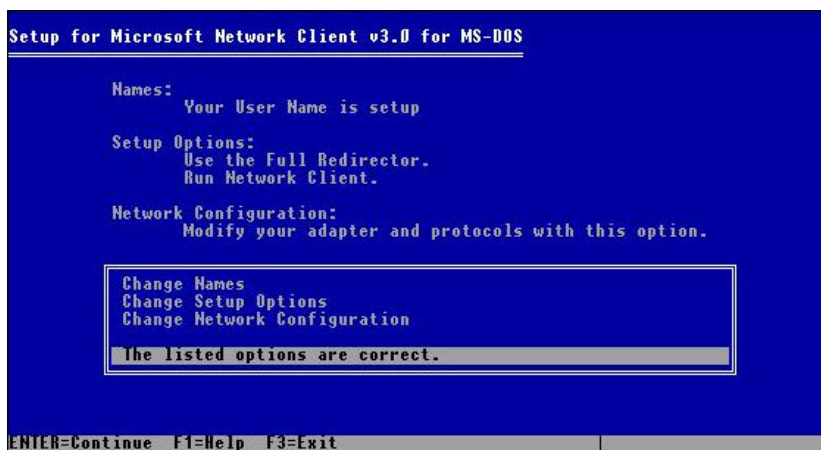 Setup for Microsoft Network Client v3.0 for MS-DOS
Names:
Your User Name is setup
Setup Options:
Use the Full Redirector.
Run Network Client.
Network Configuration:
Modify your adapter and protocols with this option.
Change Names
Change Setup Options
Change Network Configuration
The listed options are correct.
ENTER=Continue F1=Help F3=Exit